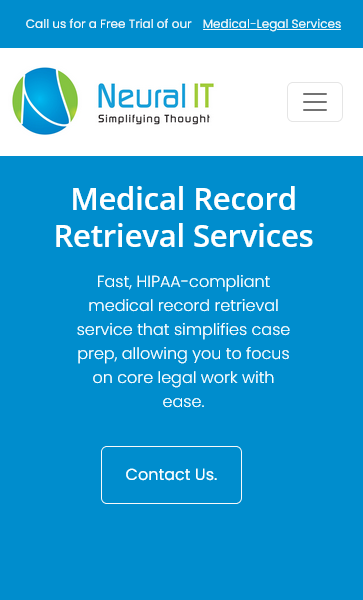 Call us for a Free Trial of our Medical-Legal Services
Neural IT
Simplifying Thought
Medical Record
Retrieval Services
Fast, HIPAA-compliant
medical record retrieval
service that simplifies case
prep, allowing you to focus
on core legal work with
ease.
Contact Us.